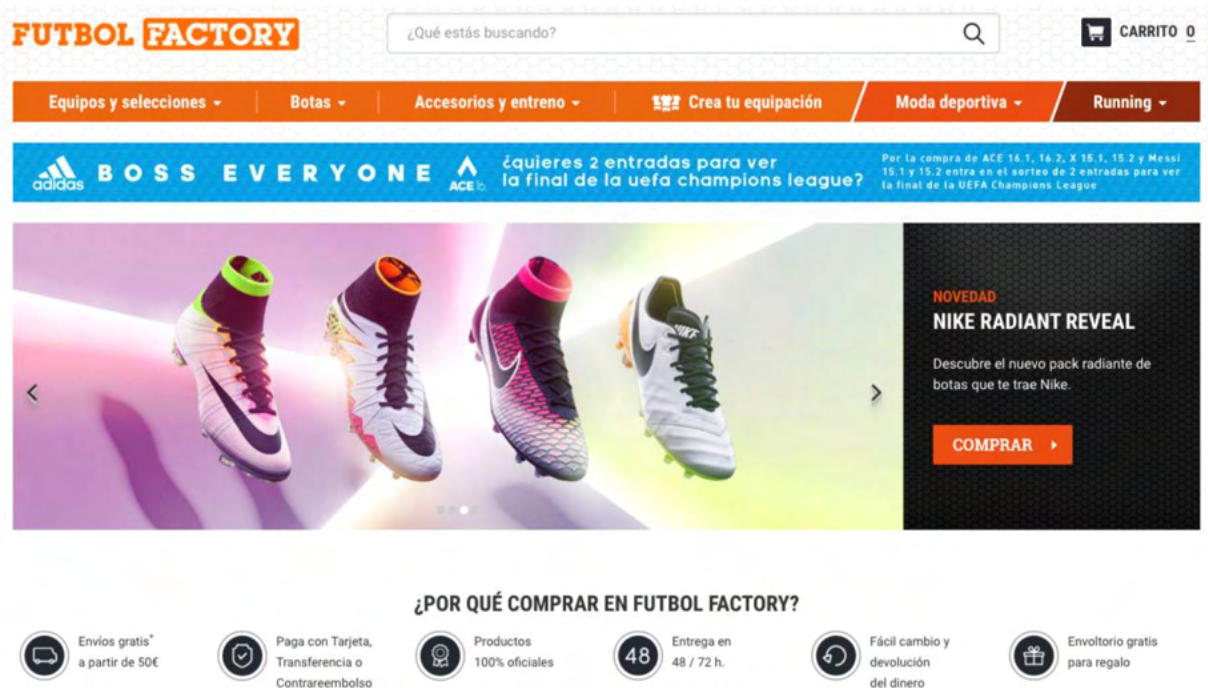 FUTBOL FACTORY
¿Qué estás buscando?
CARRITO 0
Equipos y selecciones
Botas
Accesorios y entreno
Crea tu equipación
Moda deportiva
Running
adidas
BOSS EVERYONE
ACE 16
¿quieres 2 entradas para ver
la final de la uefa champions league?
Por la compra de ACE 16.1, 16.2, X 15.1, 15.2 y Messi
15.1 y 15.2 entra en el sorteo de 2 entradas para ver
la final de la UEFA Champions League
NIKE
NOVEDAD
NIKE RADIANT REVEAL
Descubre el nuevo pack radiante de
botas que te trae Nike.
COMPRAR
¿POR QUÉ COMPRAR EN FUTBOL FACTORY?
Envíos gratis*
a partir de 50€
Paga con Tarjeta,
Transferencia o
Contrareembolso
Productos
100% oficiales
48
Entrega en
48 / 72 h.
Fácil cambio y
devolución
del dinero
Envoltorio gratis
para regalo